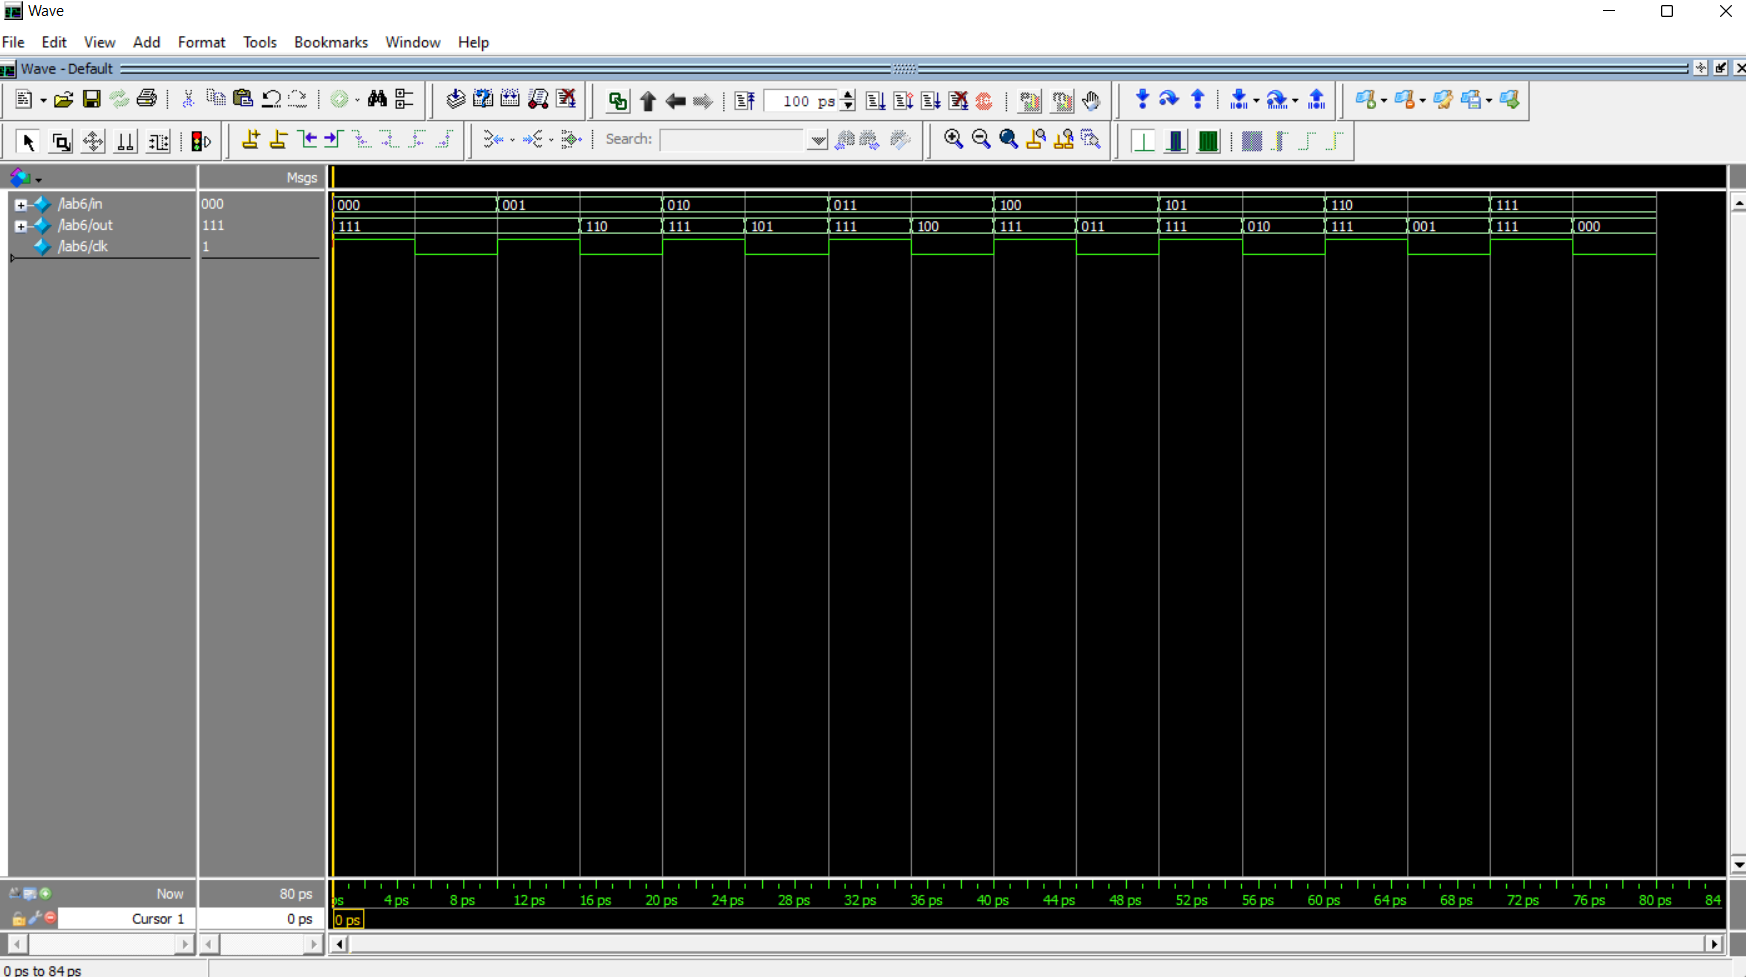 Wave
File Edit View Add Format Tools Bookmarks Window Help
Wave - Default
100 ps
Search:
Msgs
/lab6/in 000 000 001 010 011 100 101 110 111
/lab6/out 111 111 110 111 101 111 100 111 011 111 010 111 001 111 000
/lab6/clk 1
Now 80 ps ps 4 ps 8 ps 12 ps 16 ps 20 ps 24 ps 28 ps 32 ps 36 ps 40 ps 44 ps 48 ps 52 ps 56 ps 60 ps 64 ps 68 ps 72 ps 76 ps 80 ps 84
Cursor 1 0 ps 0 ps
0 ps to 84 ps